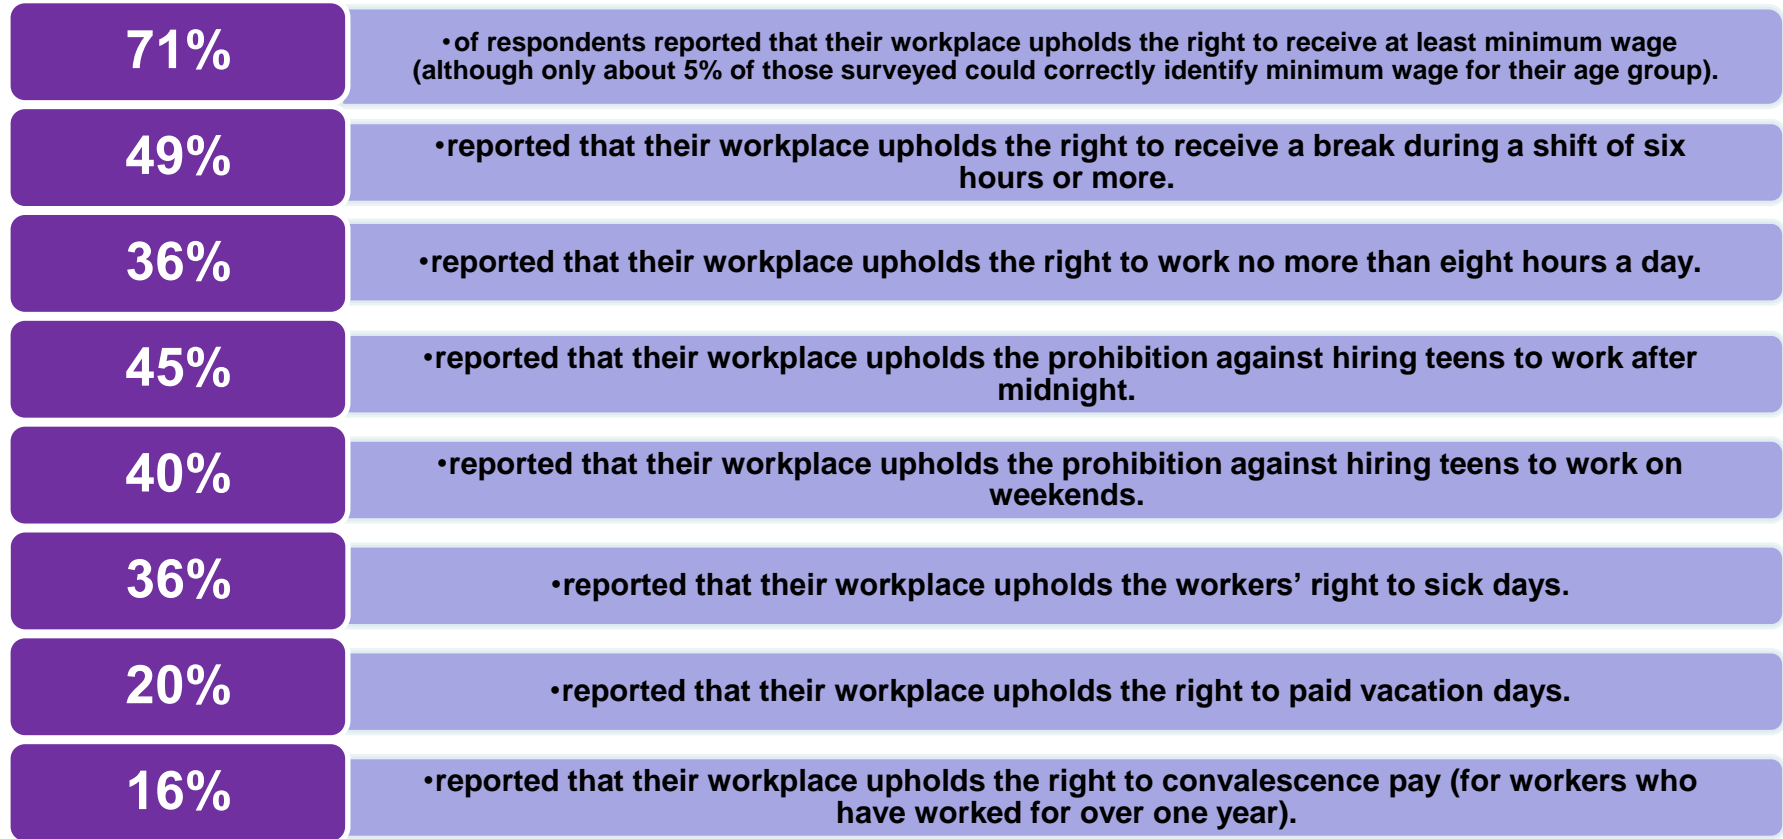 71%
•of respondents reported that their workplace upholds the right to receive at least minimum wage
(although only about 5% of those surveyed could correctly identify minimum wage for their age group).
49%
•reported that their workplace upholds the right to receive a break during a shift of six
hours or more.
36%
•reported that their workplace upholds the right to work no more than eight hours a day.
45%
•reported that their workplace upholds the prohibition against hiring teens to work after
midnight.
40%
•reported that their workplace upholds the prohibition against hiring teens to work on
weekends.
36%
•reported that their workplace upholds the workers’ right to sick days.
20%
•reported that their workplace upholds the right to paid vacation days.
16%
•reported that their workplace upholds the right to convalescence pay (for workers who
have worked for over one year).